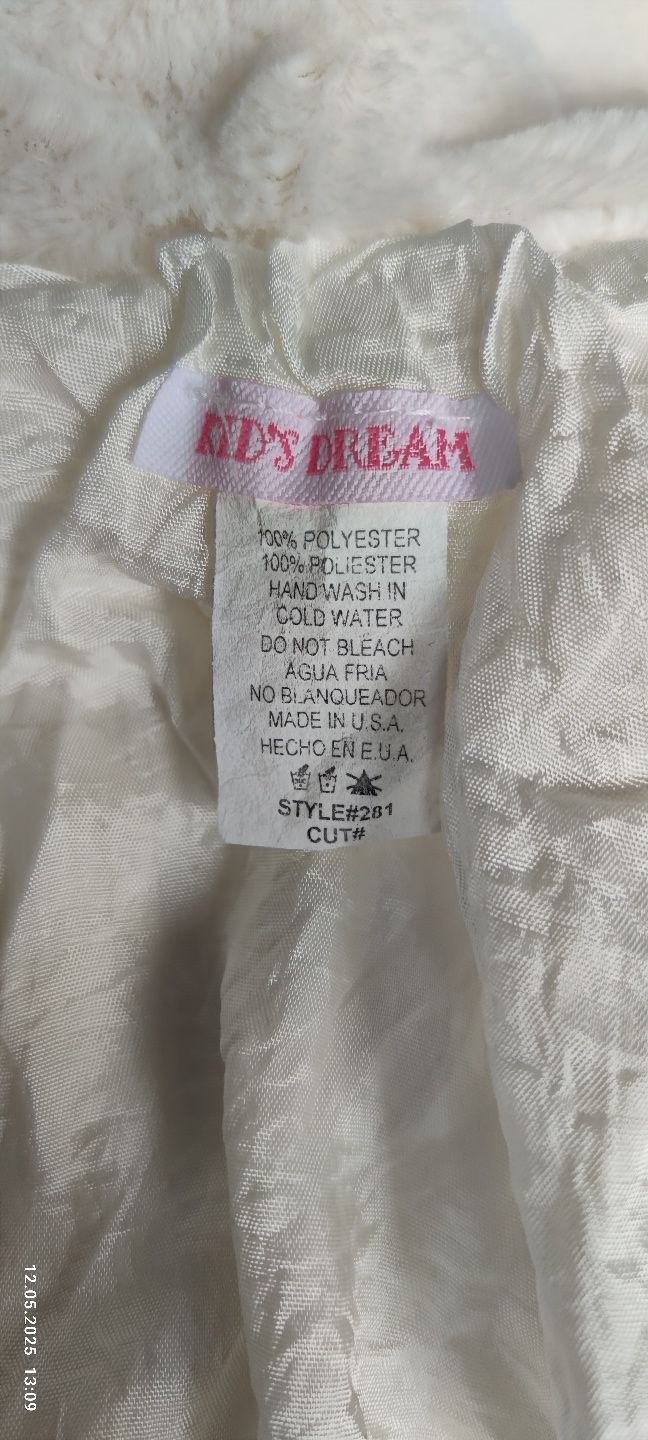 KID'S DREAM
100% POLYESTER
100% POLIESTER
HAND WASH IN
COLD WATER
DO NOT BLEACH
AGUA FRIA
NO BLANQUEADOR
MADE IN U.S.A.
HECHO EN E.U.A.
STYLE#281
CUT#
12.05.2025 13:09